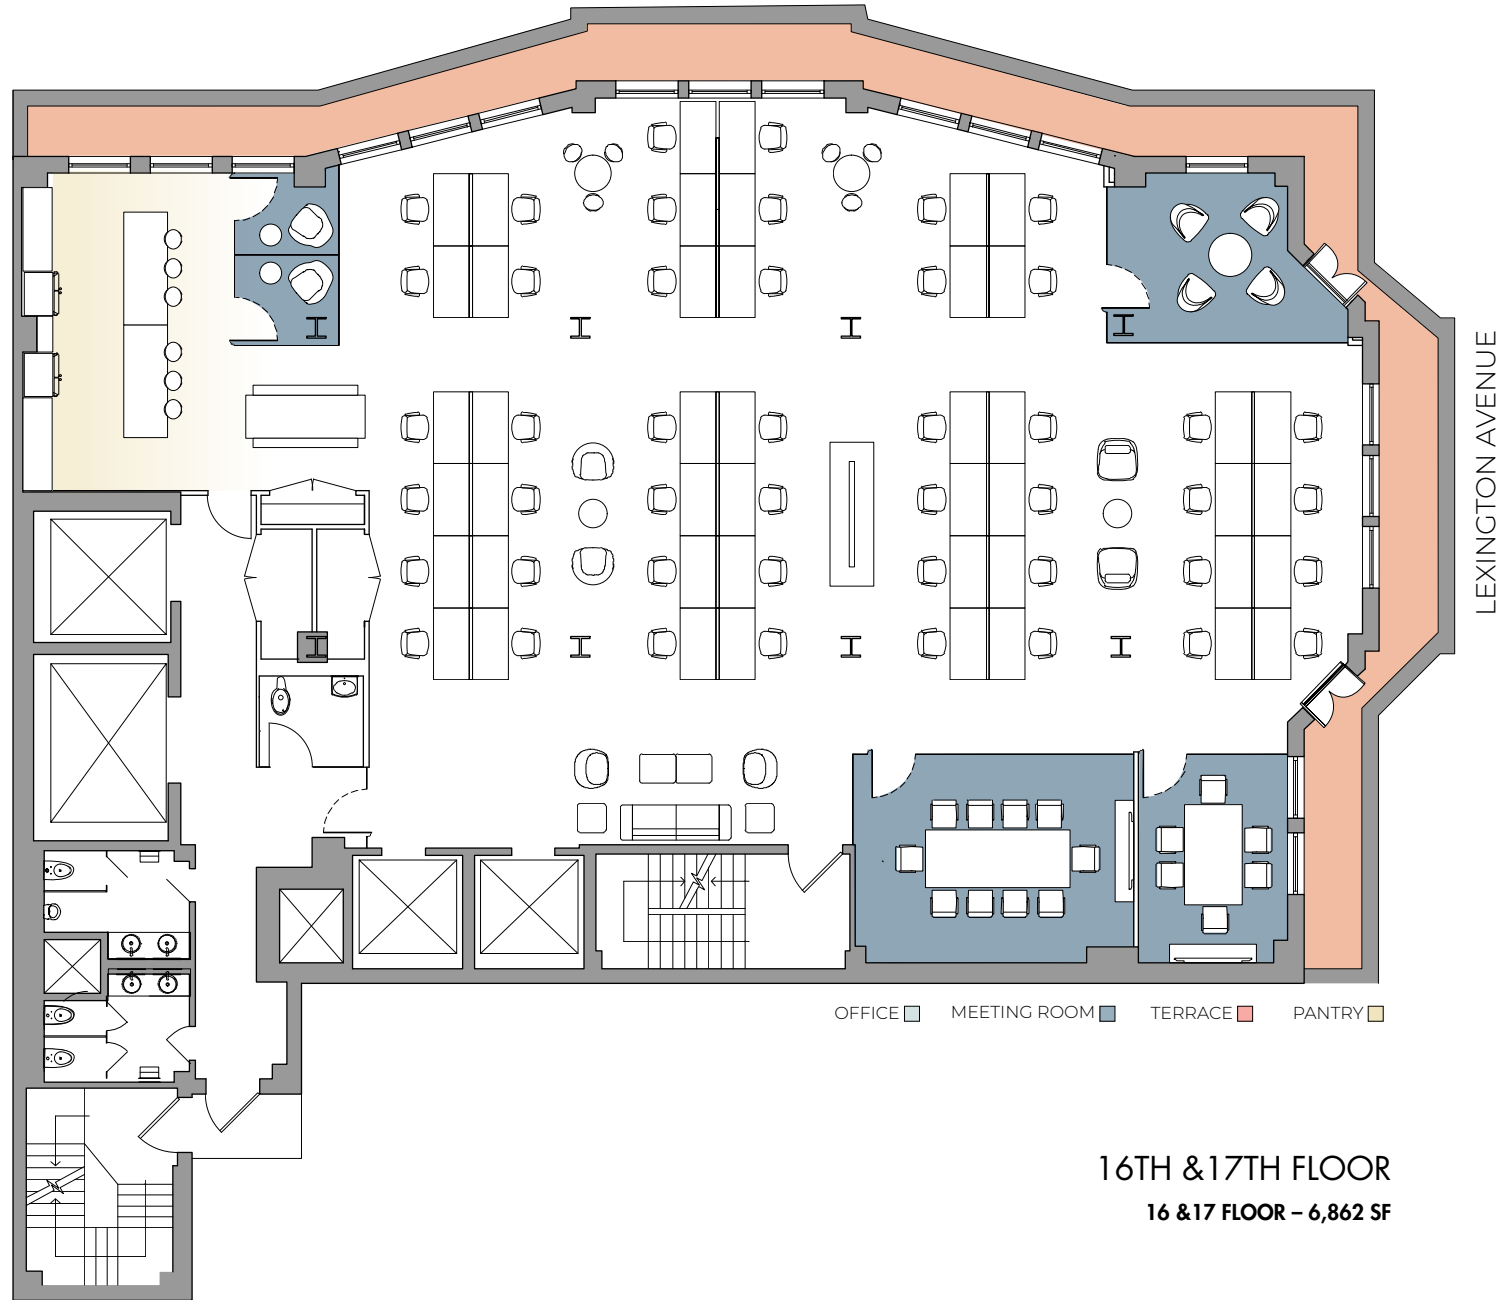 LEXINGTON AVENUE
OFFICE MEETING ROOM TERRACE PANTRY
16TH &17TH FLOOR
16 &17 FLOOR – 6,862 SF